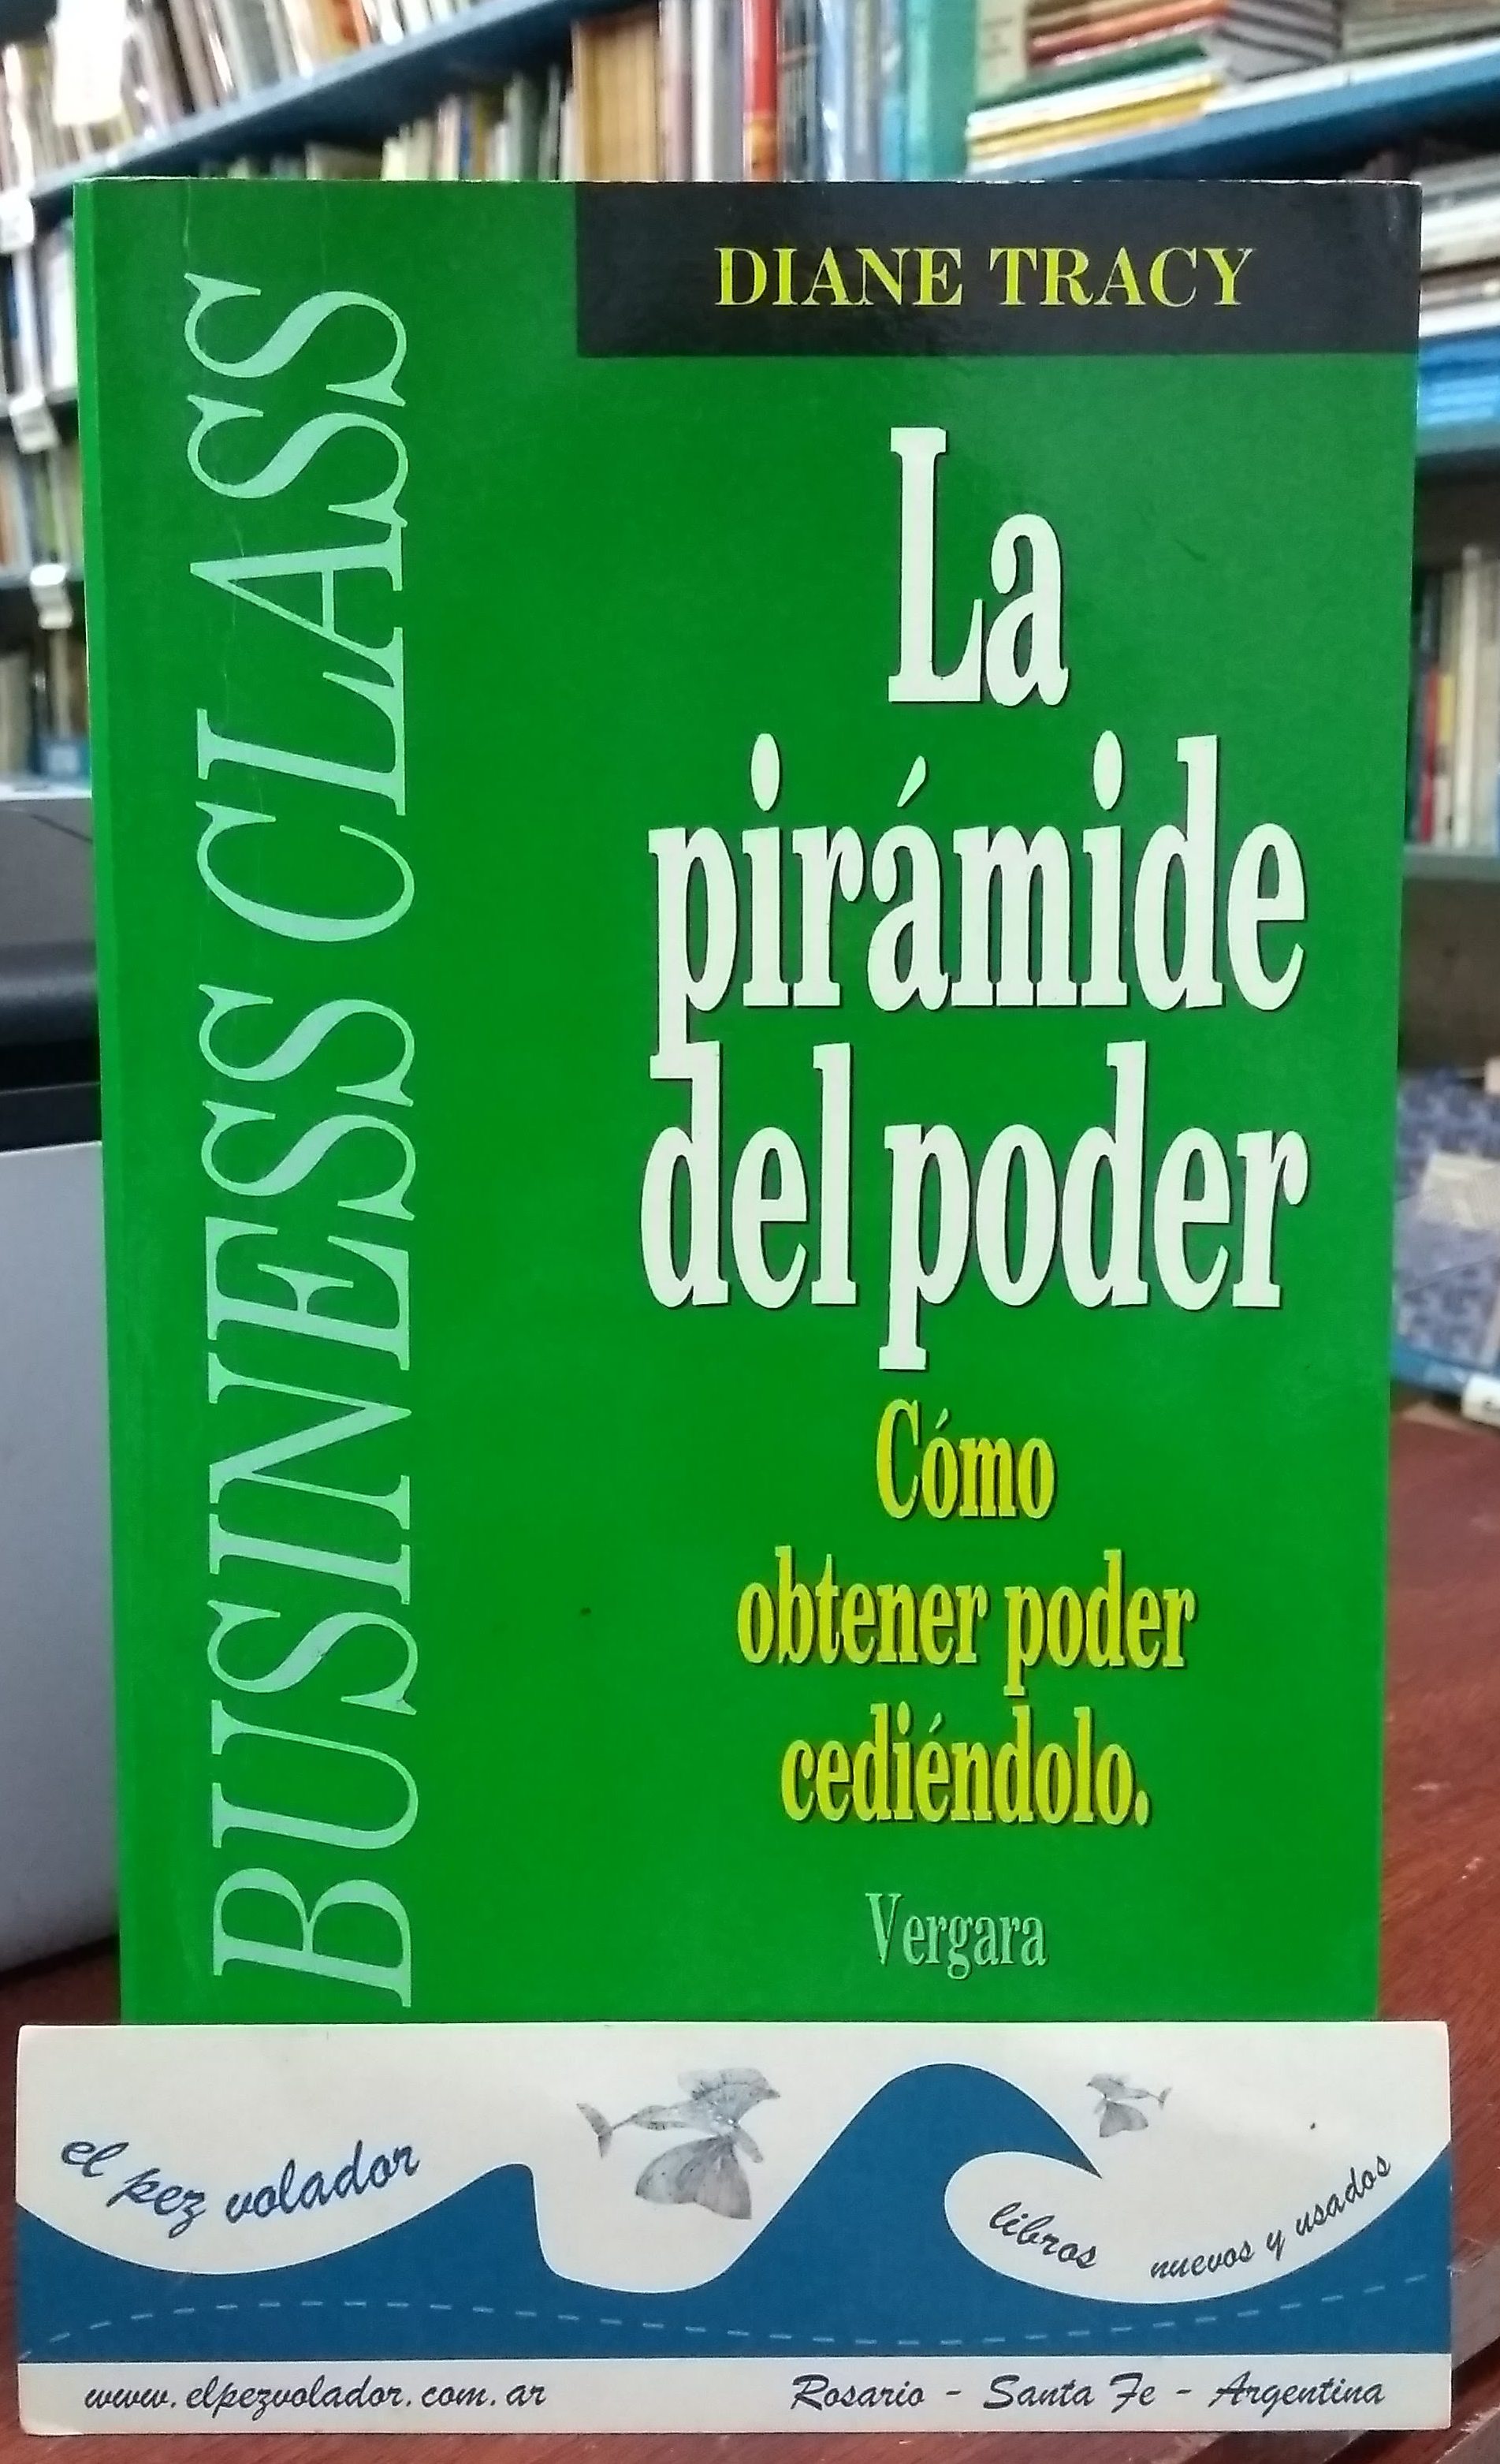 DIANE TRACY
BUSINESS CLASS
La
pirámide
del poder
Cómo
obtener poder
cediéndolo.
Vergara
el pez volador
libros nuevos y usados
www.elpezvolador.com.ar
Rosario - Santa Fe - Argentina